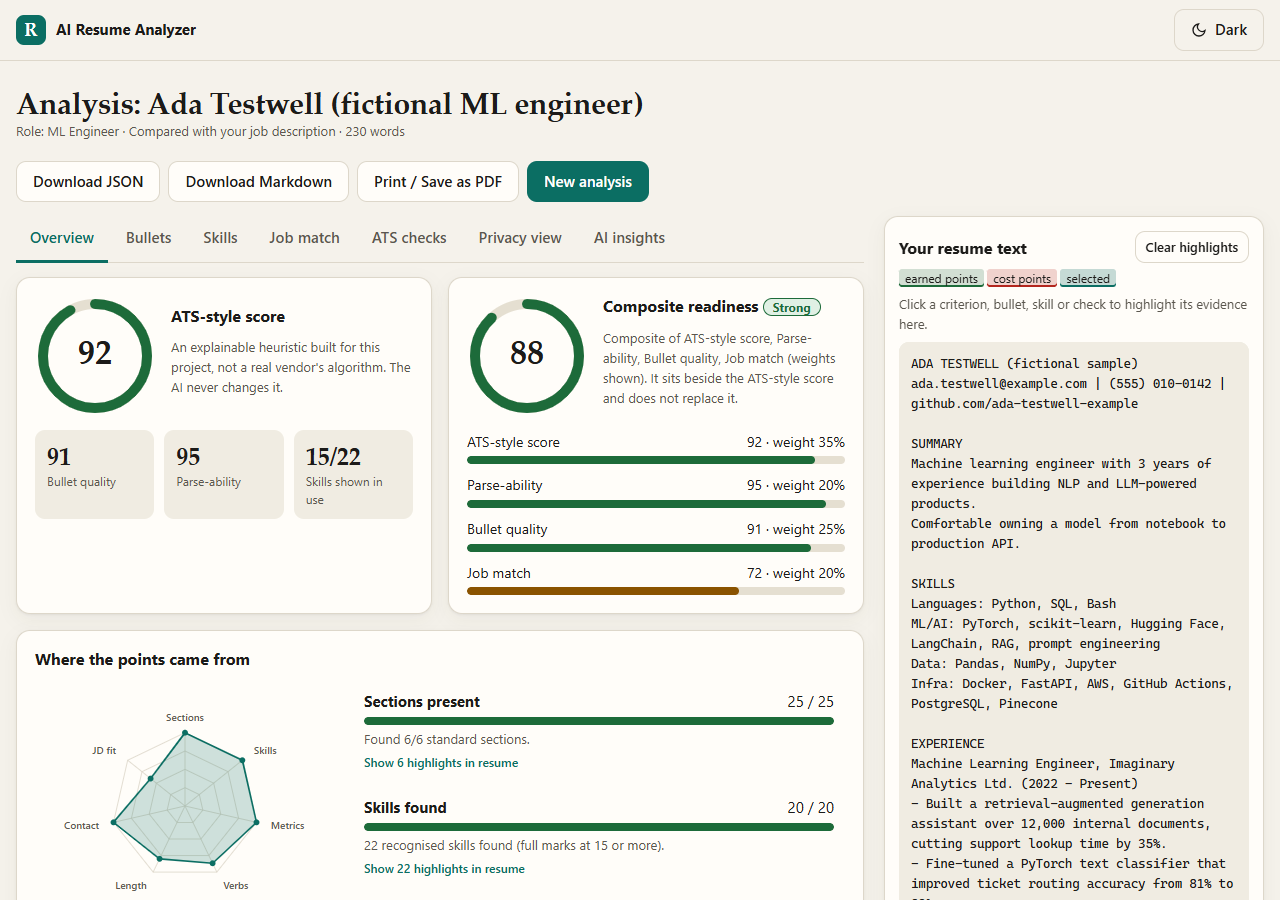 R AI Resume Analyzer
Dark
Analysis: Ada Testwell (fictional ML engineer)
Role: ML Engineer · Compared with your job description · 230 words
Download JSON
Download Markdown
Print / Save as PDF
New analysis
Overview
Bullets
Skills
Job match
ATS checks
Privacy view
AI insights
92
ATS-style score
An explainable heuristic built for this
project, not a real vendor's algorithm. The
AI never changes it.
91
Bullet quality
95
Parse-ability
15/22
Skills shown in
use
88
Composite readiness Strong
Composite of ATS-style score, Parse-
ability, Bullet quality, Job match (weights
shown). It sits beside the ATS-style score
and does not replace it.
ATS-style score 92 · weight 35%
Parse-ability 95 · weight 20%
Bullet quality 91 · weight 25%
Job match 72 · weight 20%
Where the points came from
Sections
Skills
Metrics
Verbs
Length
Contact
JD fit
Sections present 25 / 25
Found 6/6 standard sections.
Show 6 highlights in resume
Skills found 20 / 20
22 recognised skills found (full marks at 15 or more).
Show 22 highlights in resume
Your resume text
Clear highlights
earned points cost points selected
Click a criterion, bullet, skill or check to highlight its evidence
here.
ADA TESTWELL (fictional sample)
ada.testwell@example.com | (555) 010-0142 |
github.com/ada-testwell-example
SUMMARY
Machine learning engineer with 3 years of
experience building NLP and LLM-powered
products.
Comfortable owning a model from notebook to
production API.
SKILLS
Languages: Python, SQL, Bash
ML/AI: PyTorch, scikit-learn, Hugging Face,
LangChain, RAG, prompt engineering
Data: Pandas, NumPy, Jupyter
Infra: Docker, FastAPI, AWS, GitHub Actions,
PostgreSQL, Pinecone
EXPERIENCE
Machine Learning Engineer, Imaginary
Analytics Ltd. (2022 - Present)
- Built a retrieval-augmented generation
assistant over 12,000 internal documents,
cutting support lookup time by 35%.
- Fine-tuned a PyTorch text classifier that
improved ticket routing accuracy from 81% to